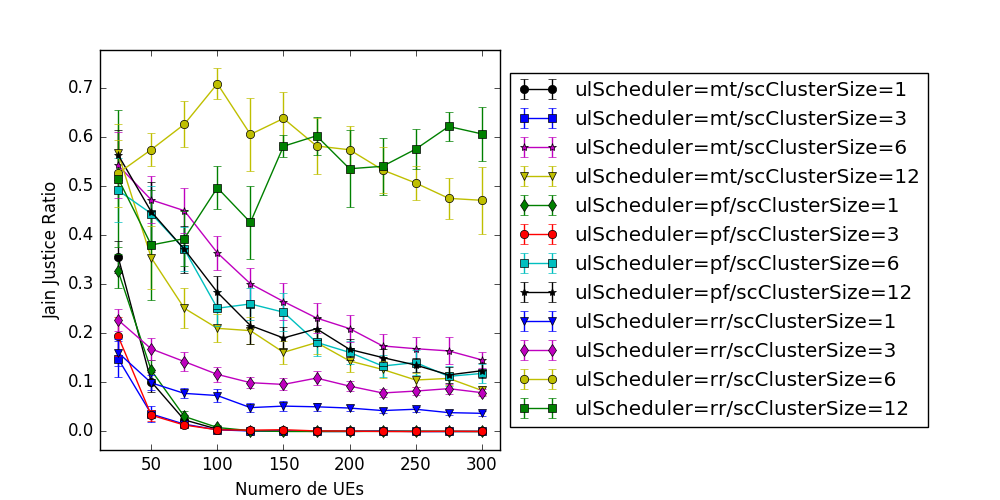 0.7
0.6
0.5
0.4
0.3
0.2
0.1
0.0
Jain Justice Ratio
50 100 150 200 250 300
Numero de UEs
ulScheduler=mt/scClusterSize=1
ulScheduler=mt/scClusterSize=3
ulScheduler=mt/scClusterSize=6
ulScheduler=mt/scClusterSize=12
ulScheduler=pf/scClusterSize=1
ulScheduler=pf/scClusterSize=3
ulScheduler=pf/scClusterSize=6
ulScheduler=pf/scClusterSize=12
ulScheduler=rr/scClusterSize=1
ulScheduler=rr/scClusterSize=3
ulScheduler=rr/scClusterSize=6
ulScheduler=rr/scClusterSize=12